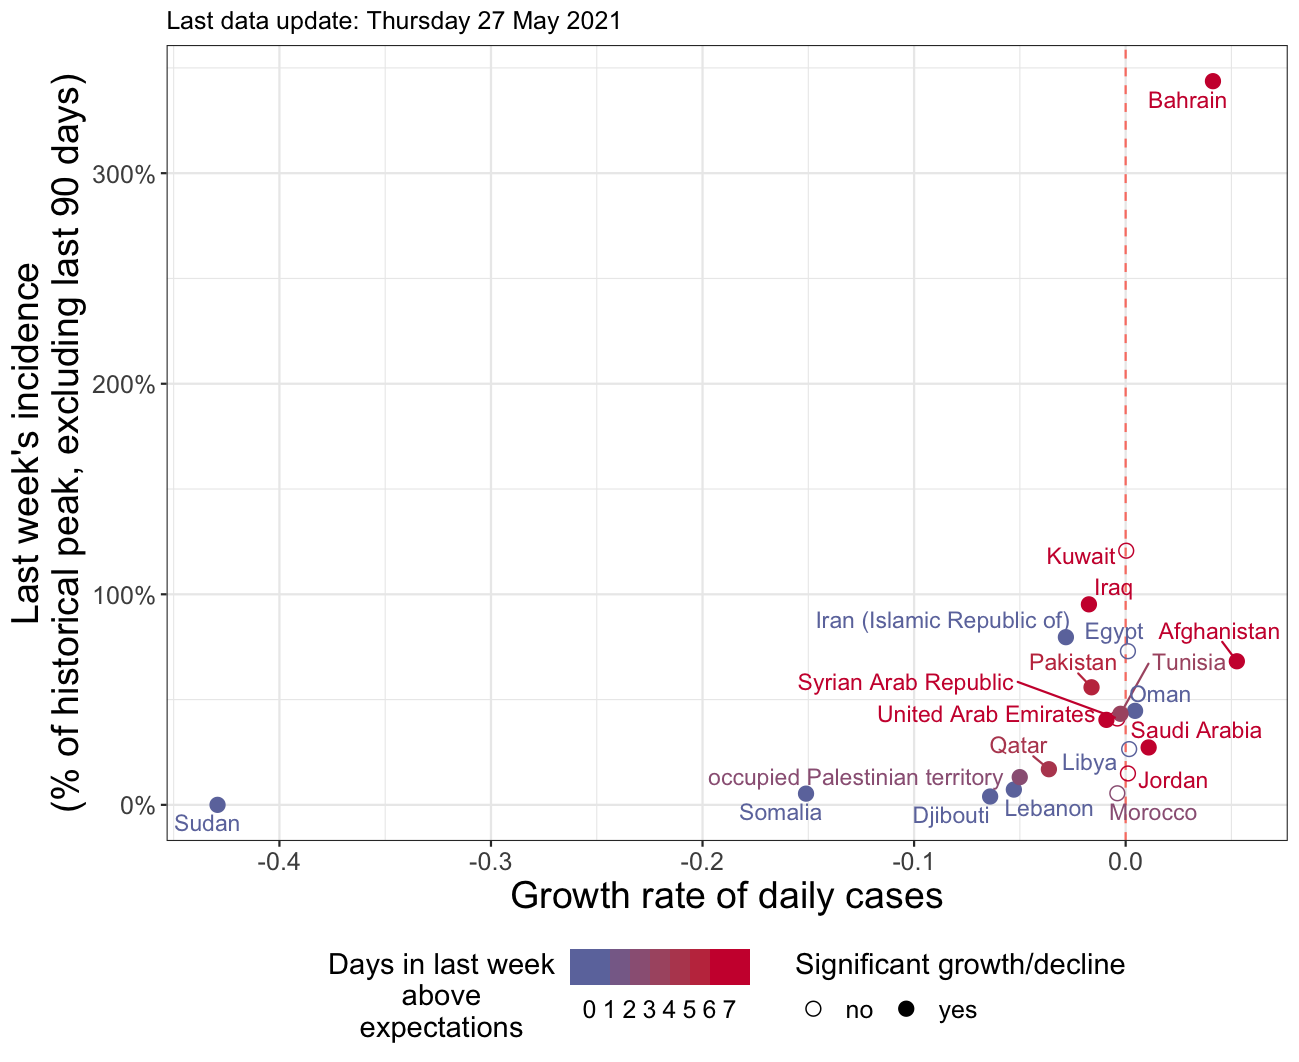 Last data update: Thursday 27 May 2021
Last week's incidence
(% of historical peak, excluding last 90 days)
300%
200%
100%
0%
Bahrain
Kuwait
Iraq
Iran (Islamic Republic of)
Egypt
Afghanistan
Pakistan
Tunisia
Syrian Arab Republic
Oman
United Arab Emirates
Saudi Arabia
Qatar
Libya
occupied Palestinian territory
Jordan
Somalia
Djibouti
Lebanon
Morocco
Sudan
-0.4
-0.3
-0.2
-0.1
0.0
Growth rate of daily cases
Days in last week
above
expectations
0 1 2 3 4 5 6 7
Significant growth/decline
no
yes